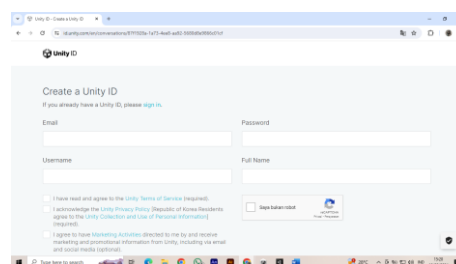 Unity ID - Create a Unity ID
Unity ID
Create a Unity ID
If you already have a Unity ID, please sign in.
Email
Password
Username
Full Name
I have read and agree to the Unity Terms of Service (required).
I acknowledge the Unity Privacy Policy [Republic of Korea Residents
agree to the Unity Collection and Use of Personal Information]
(required).
I agree to have Marketing Activities directed to me by and receive
marketing and promotional information from Unity, including via email
and social media (optional).
Saya bukan robot
reCAPTCHA
Type here to search